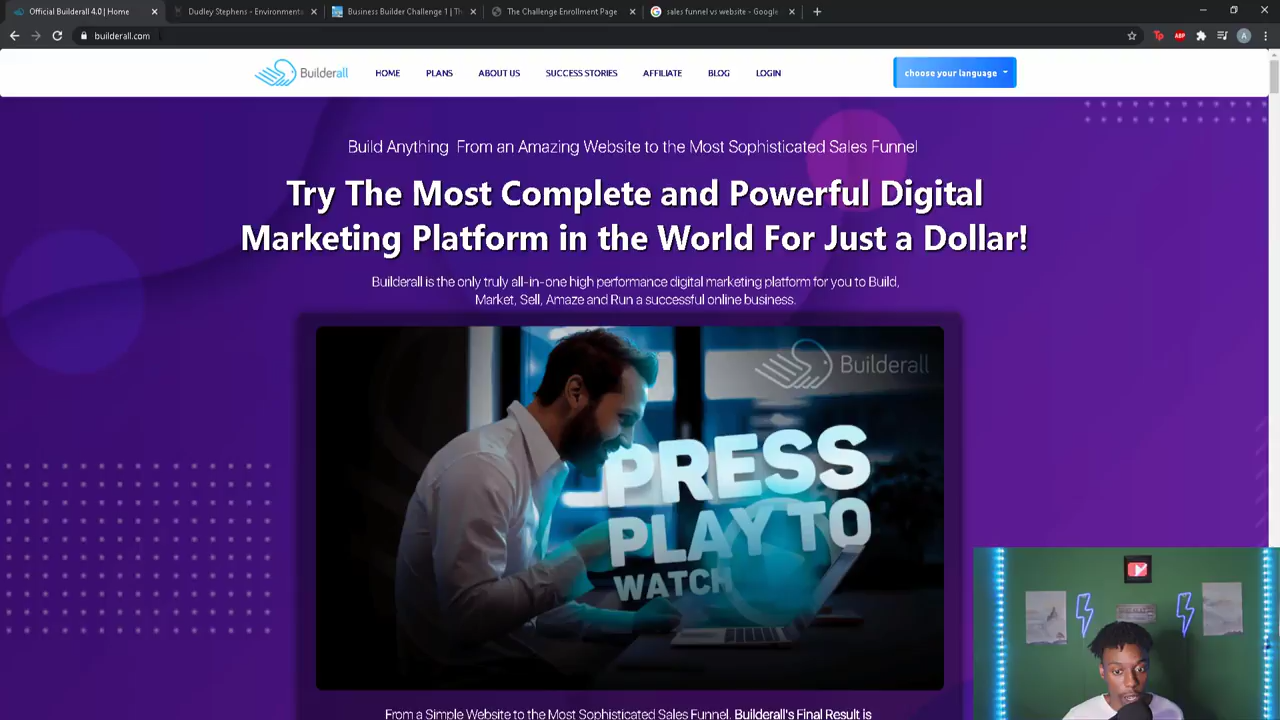 Official Builderall 4.0 | Home
Dudley Stephens - Environmenta
Business Builder Challenge 1 | Th
The Challenge Enrollment Page
sales funnel vs website - Google
builderall.com
Tp
ABP
A
Builderall
HOME
PLANS
ABOUT US
SUCCESS STORIES
AFFILIATE
BLOG
LOGIN
choose your language
Build Anything From an Amazing Website to the Most Sophisticated Sales Funnel
Try The Most Complete and Powerful Digital
Marketing Platform in the World For Just a Dollar!
Builderall is the only truly all-in-one high performance digital marketing platform for you to Build,
Market, Sell, Amaze and Run a successful online business.
Builderall
PRESS
PLAY TO
WATCH
From a Simple Website to the Most Sophisticated Sales Funnel, Builderall's Final Result is